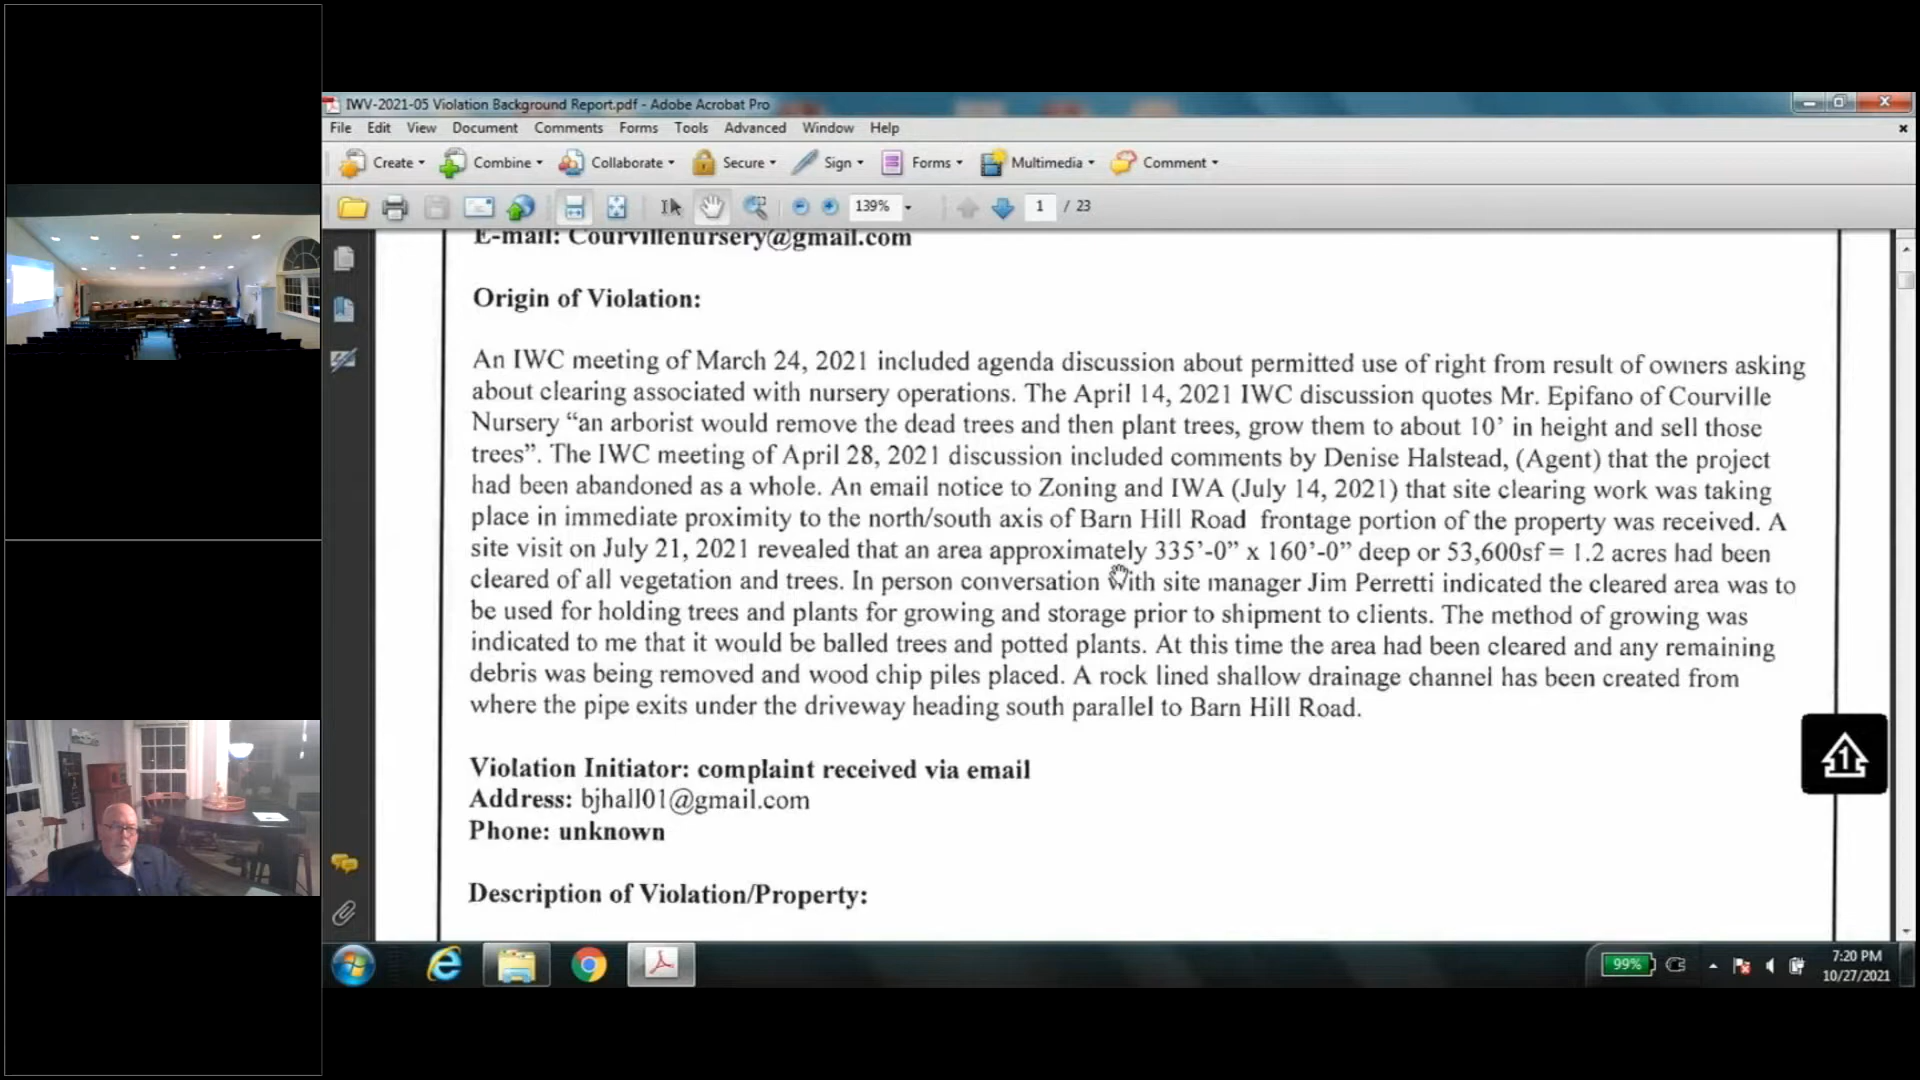 IWV-2021-05 Violation Background Report.pdf - Adobe Acrobat Pro
File Edit View Document Comments Forms Tools Advanced Window Help
Create Combine Collaborate Secure Sign Forms Multimedia Comment
139% 1 / 23
E-mail: Courvillenursery@gmail.com
Origin of Violation:
An IWC meeting of March 24, 2021 included agenda discussion about permitted use of right from result of owners asking
about clearing associated with nursery operations. The April 14, 2021 IWC discussion quotes Mr. Epifano of Courville
Nursery “an arborist would remove the dead trees and then plant trees, grow them to about 10’ in height and sell those
trees”. The IWC meeting of April 28, 2021 discussion included comments by Denise Halstead, (Agent) that the project
had been abandoned as a whole. An email notice to Zoning and IWA (July 14, 2021) that site clearing work was taking
place in immediate proximity to the north/south axis of Barn Hill Road frontage portion of the property was received. A
site visit on July 21, 2021 revealed that an area approximately 335’-0” x 160’-0” deep or 53,600sf = 1.2 acres had been
cleared of all vegetation and trees. In person conversation with site manager Jim Perretti indicated the cleared area was to
be used for holding trees and plants for growing and storage prior to shipment to clients. The method of growing was
indicated to me that it would be balled trees and potted plants. At this time the area had been cleared and any remaining
debris was being removed and wood chip piles placed. A rock lined shallow drainage channel has been created from
where the pipe exits under the driveway heading south parallel to Barn Hill Road.
Violation Initiator: complaint received via email
Address: bjhall01@gmail.com
Phone: unknown
Description of Violation/Property:
1
99%
7:20 PM
10/27/2021